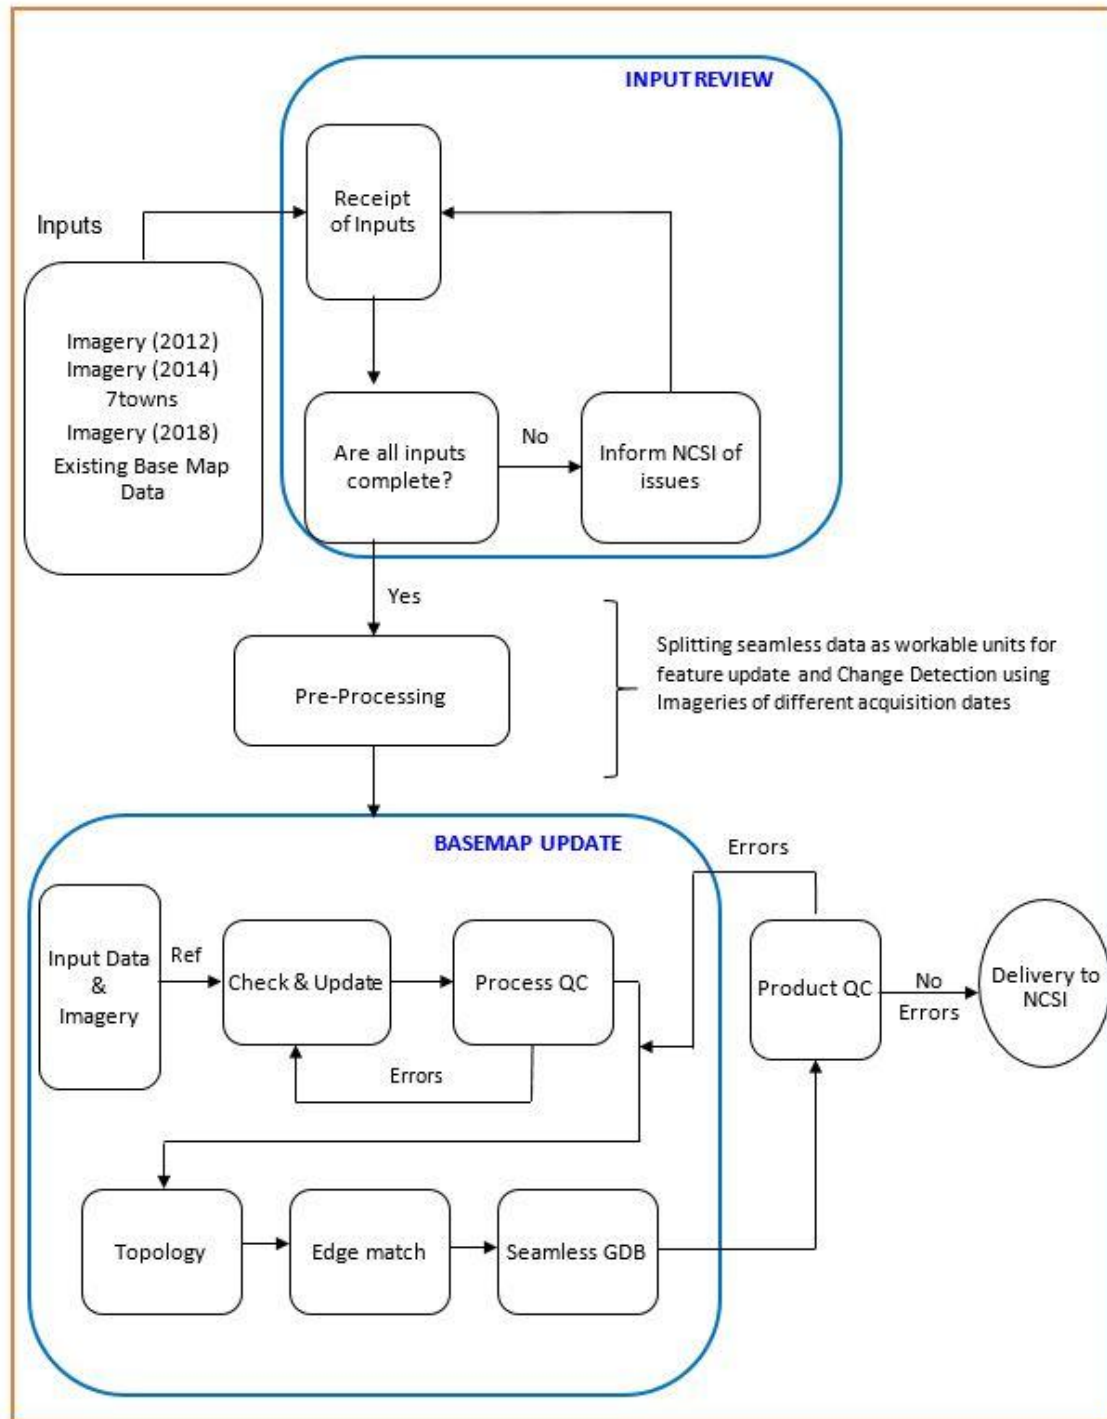 INPUT REVIEW
Receipt
of Inputs
Inputs
Imagery (2012)
Imagery (2014)
7towns
Imagery (2018)
Existing Base Map
Data
Are all inputs
complete?
No
Inform NCSI of
issues
Yes
Pre-Processing
Splitting seamless data as workable units for
feature update and Change Detection using
Imageries of different acquisition dates
BASEMAP UPDATE
Errors
Input Data
&
Imagery
Ref
Check & Update
Process QC
Errors
Product QC
No
Errors
Delivery to
NCSI
Topology
Edge match
Seamless GDB